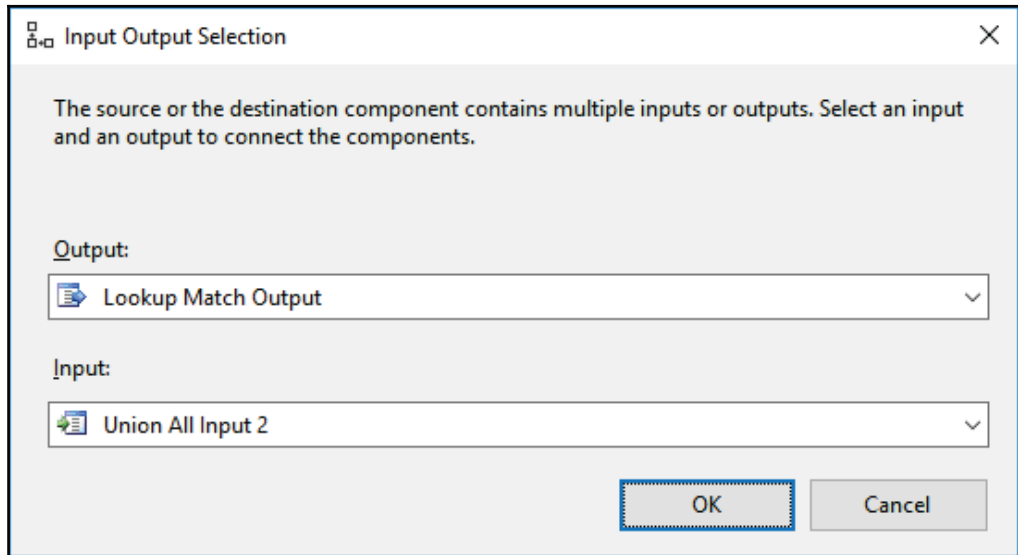 Input Output Selection
The source or the destination component contains multiple inputs or outputs. Select an input
and an output to connect the components.
Output:
Lookup Match Output
Input:
Union All Input 2
OK
Cancel